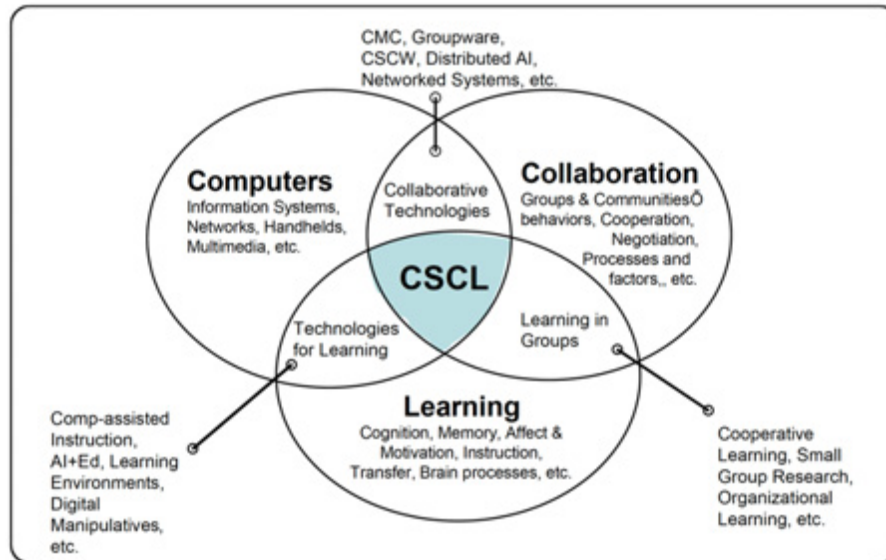 CMC, Groupware,
CSCW, Distributed AI,
Networked Systems, etc.
Computers
Information Systems,
Networks, Handhelds,
Multimedia, etc.
Collaborative
Technologies
Collaboration
Groups & CommunitiesÕ
behaviors, Cooperation,
Negotiation,
Processes and
factors,, etc.
CSCL
Technologies
for Learning
Learning in
Groups
Learning
Cognition, Memory, Affect &
Motivation, Instruction,
Transfer, Brain processes, etc.
Comp-assisted
Instruction,
AI+Ed, Learning
Environments,
Digital
Manipulatives,
etc.
Cooperative
Learning, Small
Group Research,
Organizational
Learning, etc.